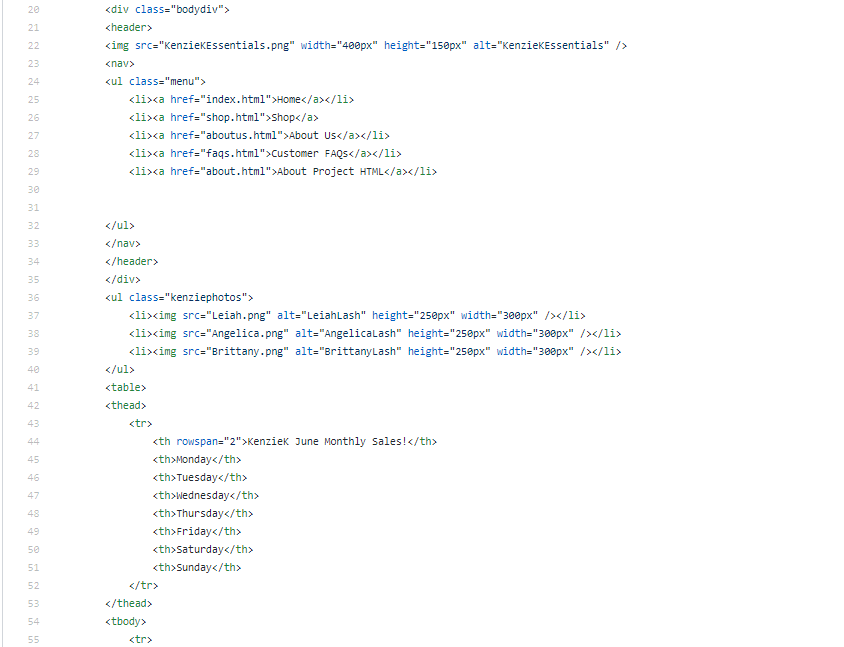 20 <div class="bodydiv">
21 <header>
22 <img src="KenzieKEssentials.png" width="400px" height="150px" alt="KenzieKEssentials" />
23 <nav>
24 <ul class="menu">
25 <li><a href="index.html">Home</a></li>
26 <li><a href="shop.html">Shop</a>
27 <li><a href="aboutus.html">About Us</a></li>
28 <li><a href="faqs.html">Customer FAQs</a></li>
29 <li><a href="about.html">About Project HTML</a></li>
30
31
32 </ul>
33 </nav>
34 </header>
35 </div>
36 <ul class="kenziephotos">
37 <li><img src="Leiah.png" alt="LeiahLash" height="250px" width="300px" /></li>
38 <li><img src="Angelica.png" alt="AngelicaLash" height="250px" width="300px" /></li>
39 <li><img src="Brittany.png" alt="BrittanyLash" height="250px" width="300px" /></li>
40 </ul>
41 <table>
42 <thead>
43 <tr>
44 <th rowspan="2">KenzieK June Monthly Sales!</th>
45 <th>Monday</th>
46 <th>Tuesday</th>
47 <th>Wednesday</th>
48 <th>Thursday</th>
49 <th>Friday</th>
50 <th>Saturday</th>
51 <th>Sunday</th>
52 </tr>
53 </thead>
54 <tbody>
55 <tr>